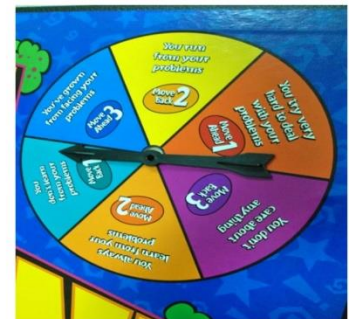 You run
from your
problems
Move
Back 2
You try very
hard to deal
with your
problems
Move
Ahead 1
You don't
care about
anything
Move
Back 3
You always
learn from your
problems
Move
Ahead 2
You
don't learn
from your
problems
Move
Back 1
You've grown
from facing your
problems
Move
Ahead 3